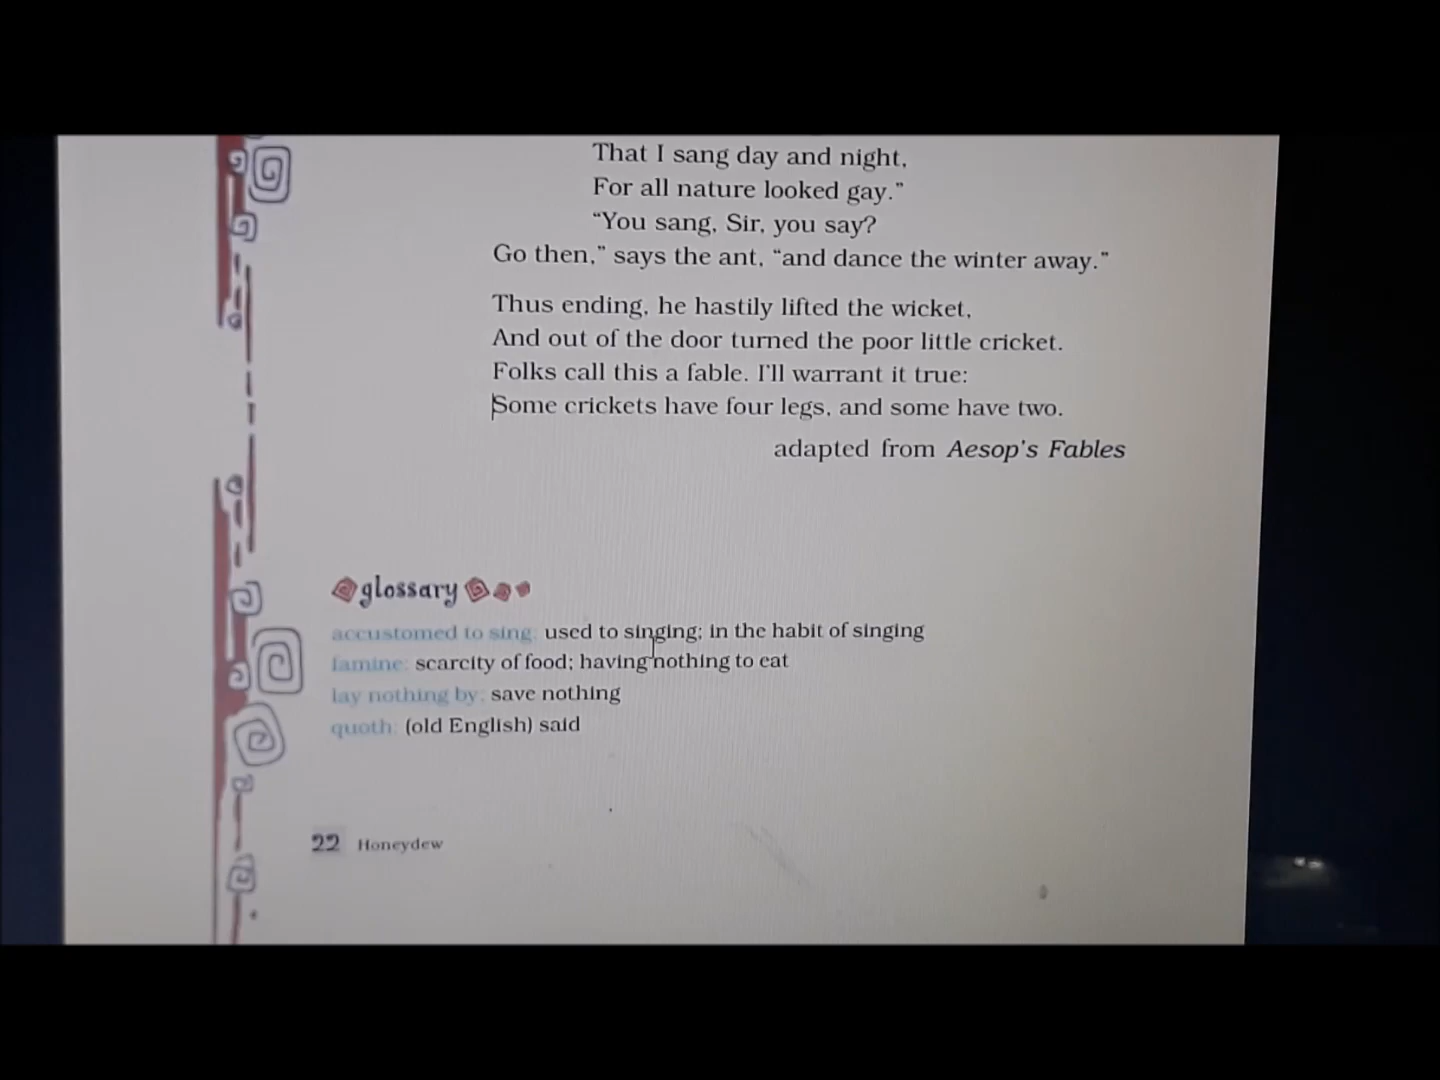 That I sang day and night,
For all nature looked gay.”
“You sang, Sir, you say?
Go then,” says the ant, “and dance the winter away.”
Thus ending, he hastily lifted the wicket,
And out of the door turned the poor little cricket.
Folks call this a fable. I’ll warrant it true:
Some crickets have four legs, and some have two.
adapted from Aesop’s Fables
glossary
accustomed to sing: used to singing; in the habit of singing
famine: scarcity of food; having nothing to eat
lay nothing by: save nothing
quoth: (old English) said
22 Honeydew